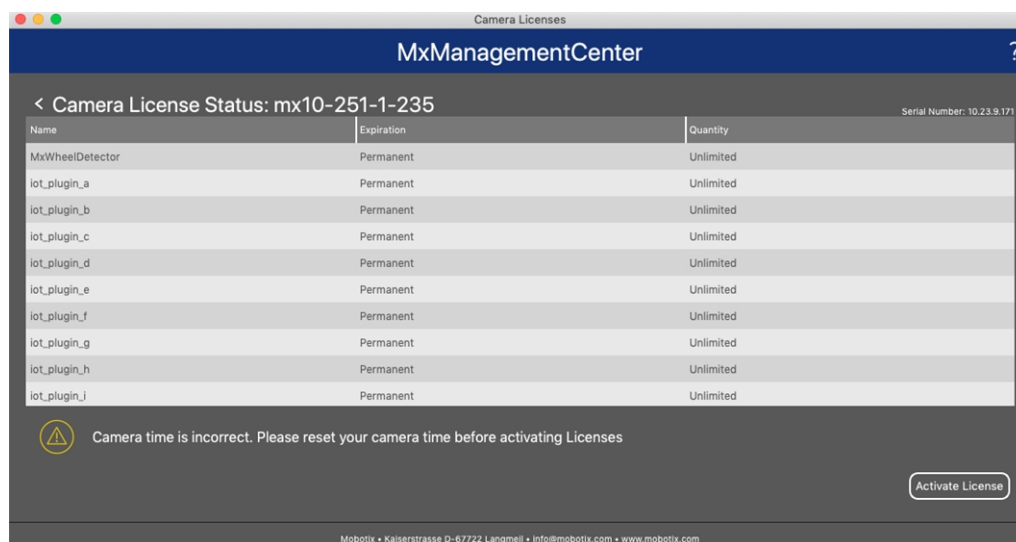 Camera Licenses
MxManagementCenter
?
< Camera License Status: mx10-251-1-235
Serial Number: 10.23.9.171
Name Expiration Quantity
MxWheelDetector Permanent Unlimited
iot_plugin_a Permanent Unlimited
iot_plugin_b Permanent Unlimited
iot_plugin_c Permanent Unlimited
iot_plugin_d Permanent Unlimited
iot_plugin_e Permanent Unlimited
iot_plugin_f Permanent Unlimited
iot_plugin_g Permanent Unlimited
iot_plugin_h Permanent Unlimited
iot_plugin_i Permanent Unlimited
Camera time is incorrect. Please reset your camera time before activating Licenses
Activate License
Mobotix • Kaiserstrasse D-67722 Langmeil • info@mobotix.com • www.mobotix.com